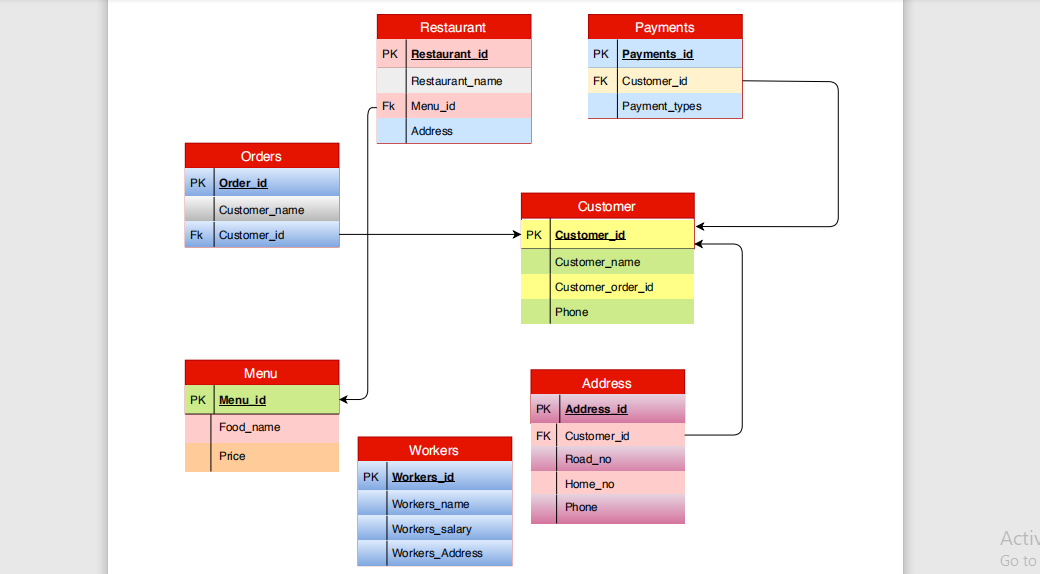 Restaurant
PK Restaurant_id
Restaurant_name
Fk Menu_id
Address
Payments
PK Payments_id
FK Customer_id
Payment_types
Orders
PK Order_id
Customer_name
Fk Customer_id
Customer
PK Customer_id
Customer_name
Customer_order_id
Phone
Menu
PK Menu_id
Food_name
Price
Address
PK Address_id
FK Customer_id
Road_no
Home_no
Phone
Workers
PK Workers_id
Workers_name
Workers_salary
Workers_Address
Go to